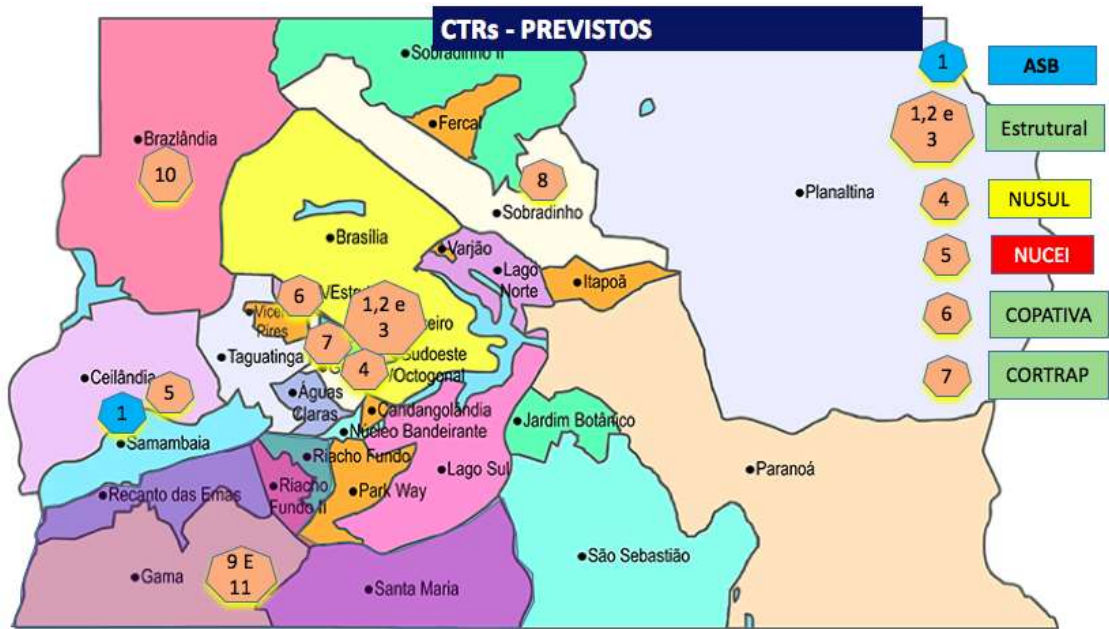 CTRs - PREVISTOS
Sobradinho II
1
ASB
Fercal
1,2 e
3
Estrutural
Brazlândia
10
8
Planaltina
Sobradinho
4
NUSUL
Brasília
Varjão
Lago
Norte
5
NUCEI
Itapoã
6
1,2 e
3
6
COPATIVA
Pires
7
Sudoeste
/Octogonal
Taguatinga
4
7
CORTRAP
Ceilândia
5
Águas
Claras
1
Candangolândia
Núcleo Bandeirante
Jardim Botânico
Samambaia
Riacho Fundo
Lago Sul
Paranoá
Recanto das Emas
Riacho
Fundo II
Park Way
São Sebastião
Gama
9 E
11
Santa Maria